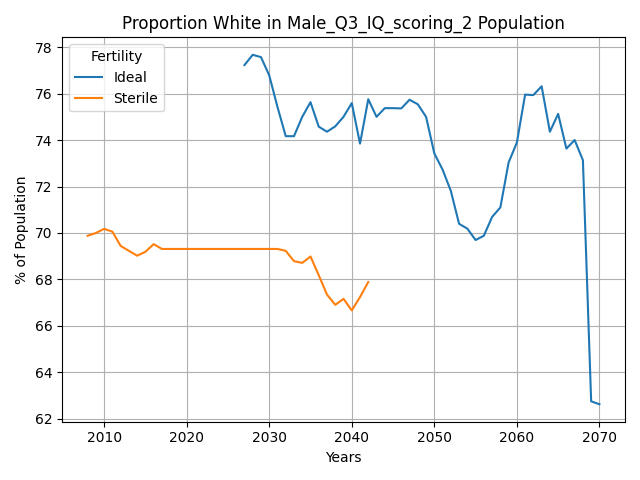 Proportion White in Male_Q3_IQ_scoring_2 Population
Fertility
Ideal
Sterile
% of Population
78
76
74
72
70
68
66
64
62
2010
2020
2030
2040
2050
2060
2070
Years